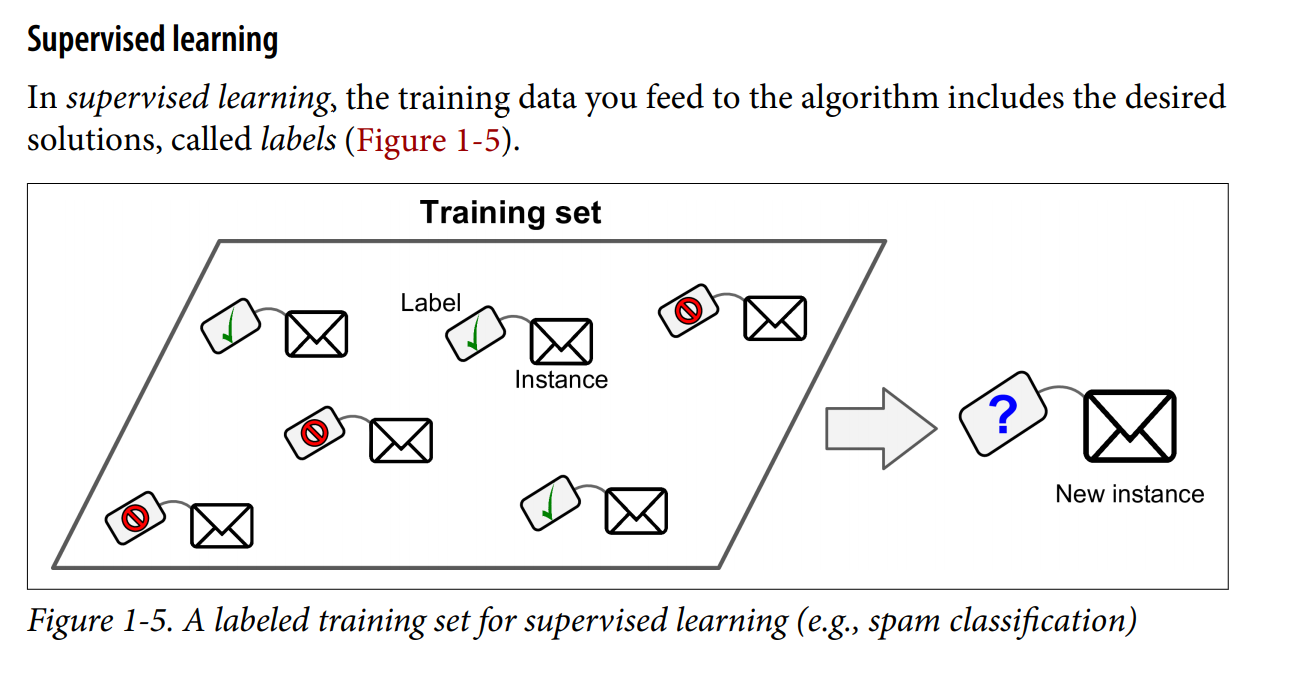 Supervised learning
In supervised learning, the training data you feed to the algorithm includes the desired
solutions, called labels (Figure 1-5).
Training set
Label
Instance
?
New instance
Figure 1-5. A labeled training set for supervised learning (e.g., spam classification)